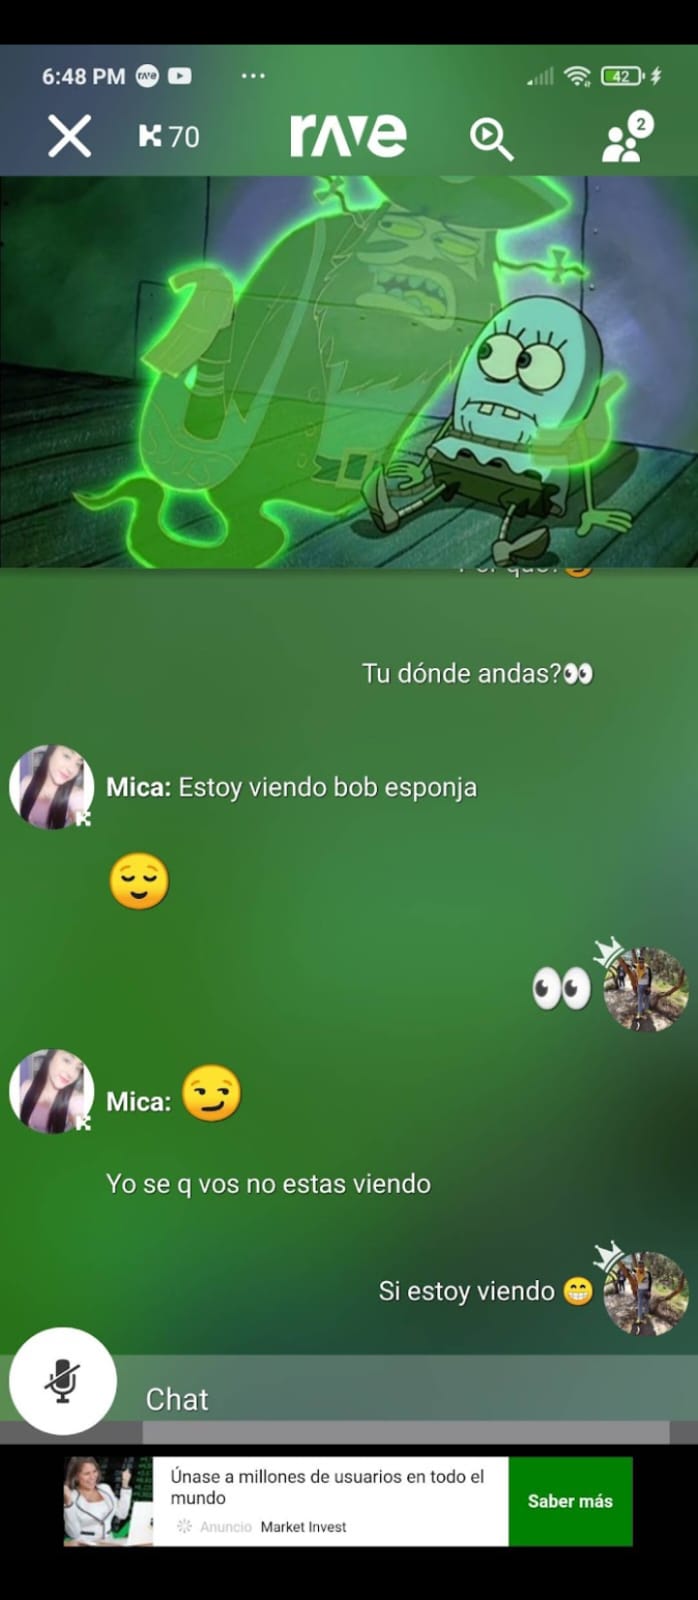 6:48 PM rave 42
K 70 rave 2
Tu dónde andas?👀
Mica: Estoy viendo bob esponja
😌
👀
Mica: 😏
Yo se q vos no estas viendo
Si estoy viendo 😁
Chat
Únase a millones de usuarios en todo el
mundo
Anuncio Market Invest
Saber más